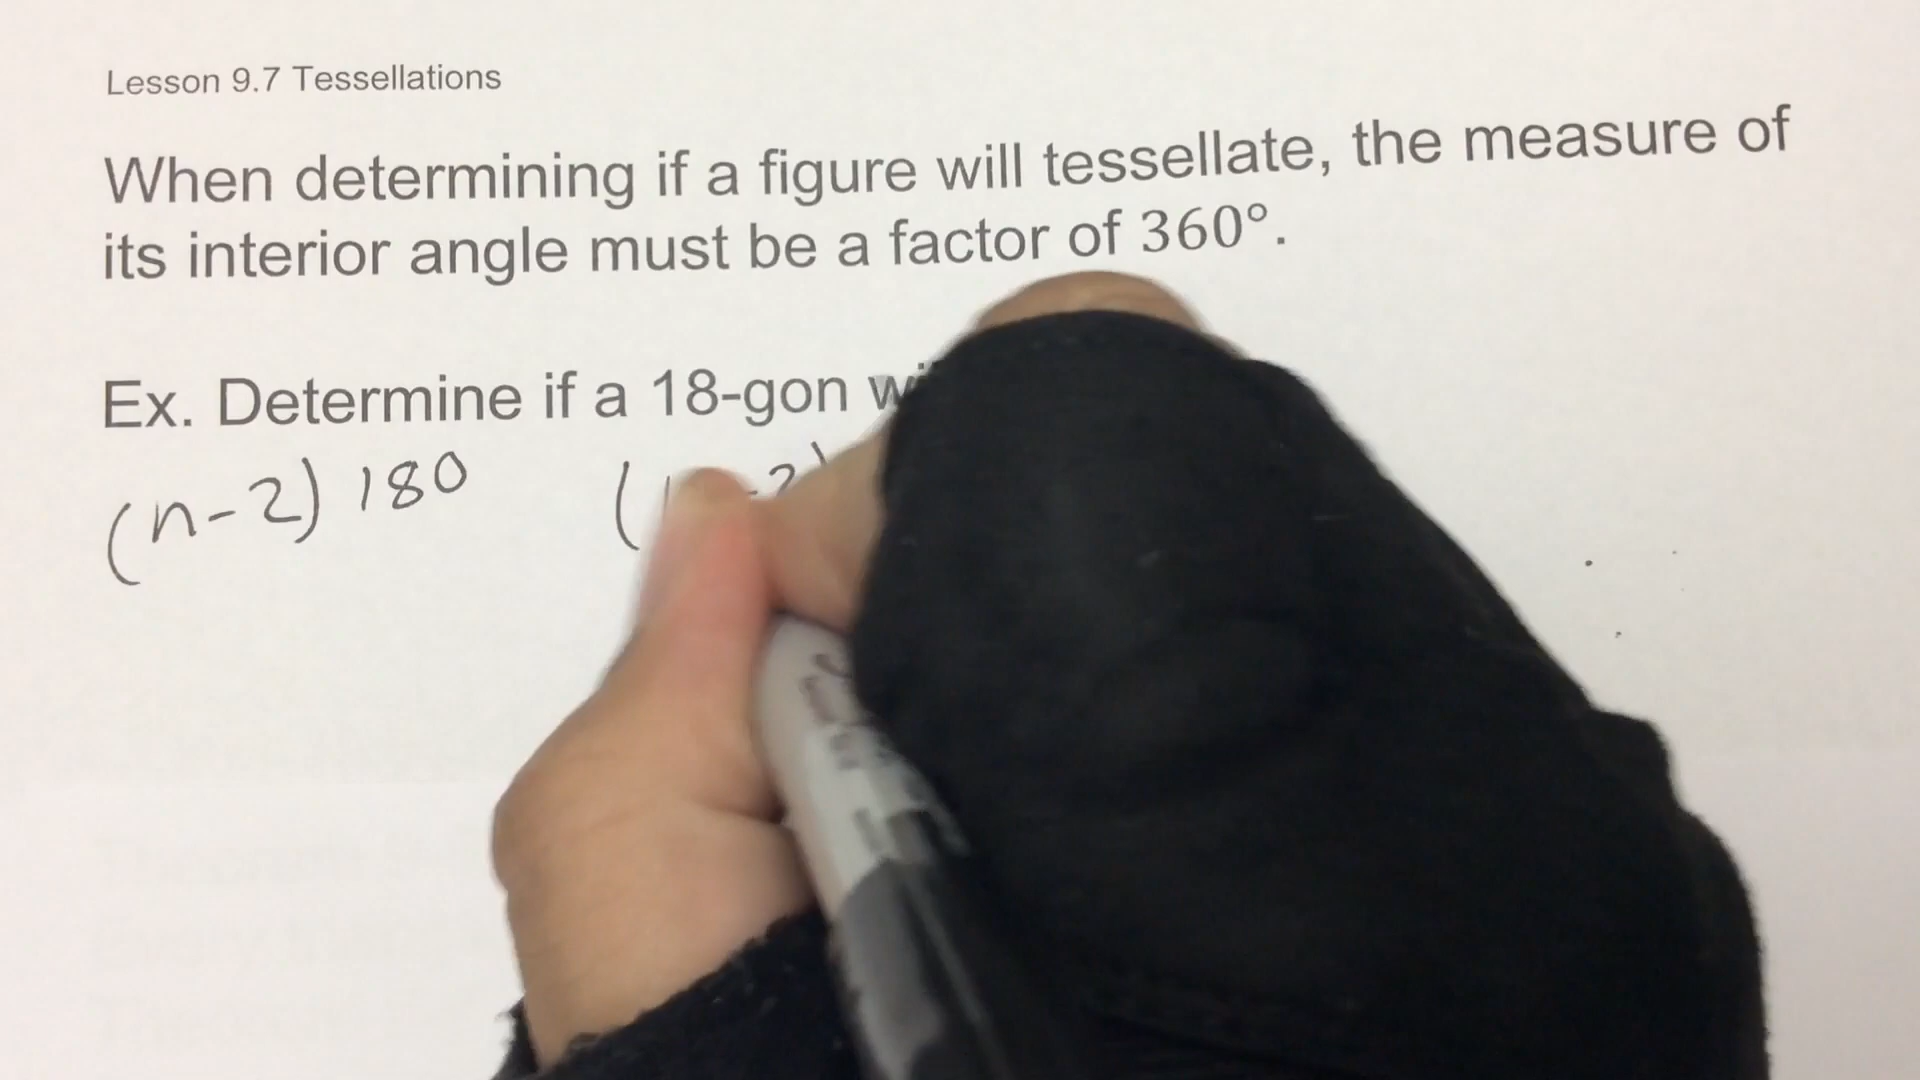 Lesson 9.7 Tessellations
When determining if a figure will tessellate, the measure of
its interior angle must be a factor of 360°.
Ex. Determine if a 18-gon
(n-2) 180 ( -2)